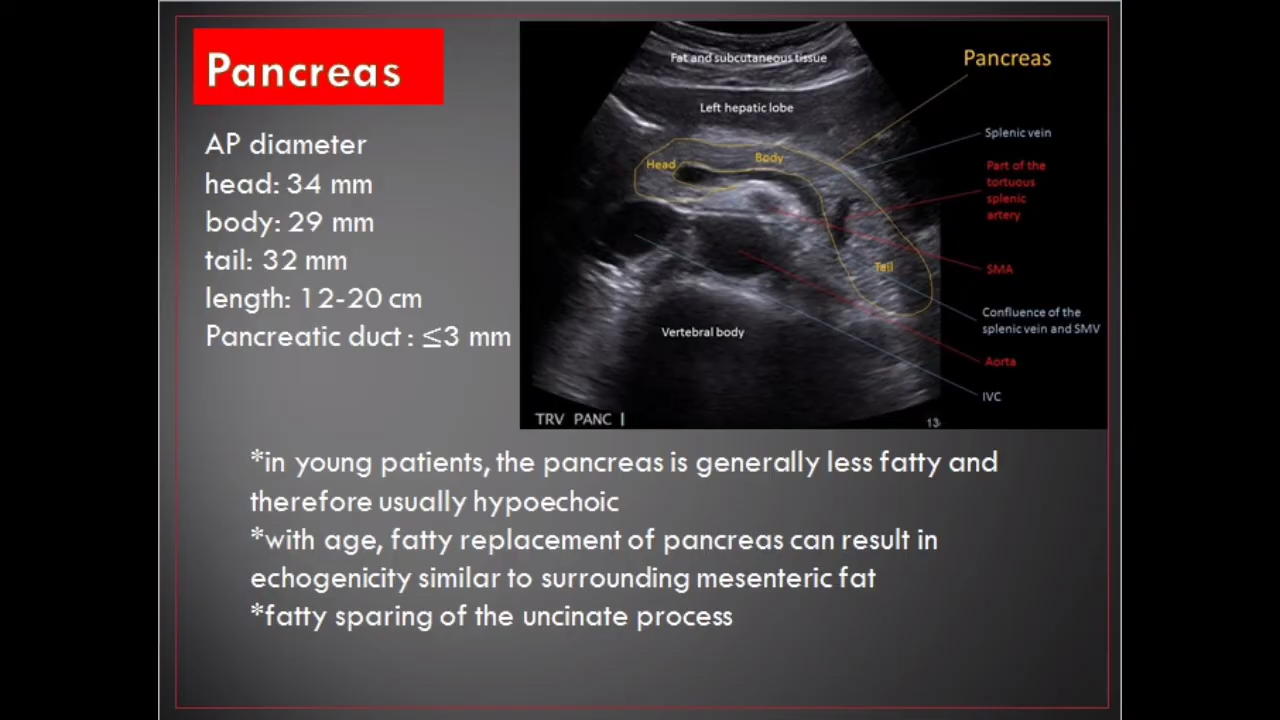 Pancreas
AP diameter
head: 34 mm
body: 29 mm
tail: 32 mm
length: 12-20 cm
Pancreatic duct : ≤3 mm
Fat and subcutaneous tissue
Left hepatic lobe
Head
Body
Tail
Vertebral body
TRV PANC
13
Pancreas
Splenic vein
Part of the
tortuous
splenic
artery
SMA
Confluence of the
splenic vein and SMV
Aorta
IVC
*in young patients, the pancreas is generally less fatty and
therefore usually hypoechoic
*with age, fatty replacement of pancreas can result in
echogenicity similar to surrounding mesenteric fat
*fatty sparing of the uncinate process